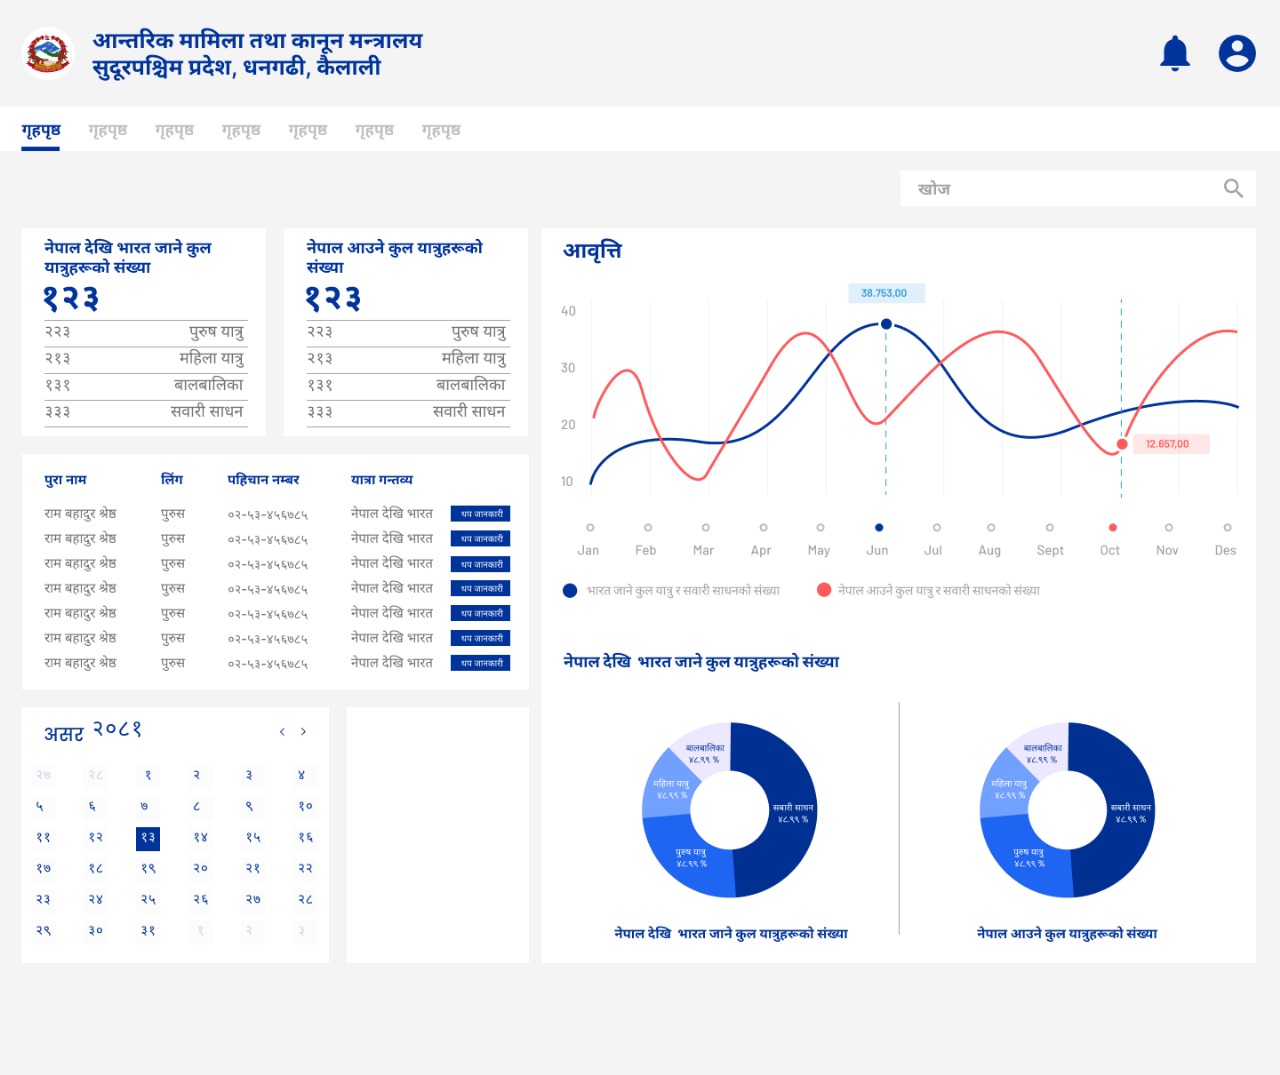 आन्तरिक मामिला तथा कानून मन्त्रालय
सुदूरपश्चिम प्रदेश, धनगढी, कैलाली
गृहपृष्ठ गृहपृष्ठ गृहपृष्ठ गृहपृष्ठ गृहपृष्ठ गृहपृष्ठ गृहपृष्ठ
खोज
नेपाल देखि भारत जाने कुल
यात्रुहरूको संख्या
१२३
२२३ पुरुष यात्रु
२१३ महिला यात्रु
१३१ बालबालिका
३३३ सवारी साधन
नेपाल आउने कुल यात्रुहरूको
संख्या
१२३
२२३ पुरुष यात्रु
२१३ महिला यात्रु
१३१ बालबालिका
३३३ सवारी साधन
पुरा नाम लिंग पहिचान नम्बर यात्रा गन्तव्य
राम बहादुर श्रेष्ठ पुरुस ०२-५३-४५६७८५ नेपाल देखि भारत थप जानकारी
राम बहादुर श्रेष्ठ पुरुस ०२-५३-४५६७८५ नेपाल देखि भारत थप जानकारी
राम बहादुर श्रेष्ठ पुरुस ०२-५३-४५६७८५ नेपाल देखि भारत थप जानकारी
राम बहादुर श्रेष्ठ पुरुस ०२-५३-४५६७८५ नेपाल देखि भारत थप जानकारी
राम बहादुर श्रेष्ठ पुरुस ०२-५३-४५६७८५ नेपाल देखि भारत थप जानकारी
राम बहादुर श्रेष्ठ पुरुस ०२-५३-४५६७८५ नेपाल देखि भारत थप जानकारी
राम बहादुर श्रेष्ठ पुरुस ०२-५३-४५६७८५ नेपाल देखि भारत थप जानकारी
असर २०८१ < >
२७ २८ १ २ ३ ४
५ ६ ७ ८ ९ १०
११ १२ १३ १४ १५ १६
१७ १८ १९ २० २१ २२
२३ २४ २५ २६ २७ २८
२९ ३० ३१ १ २ ३
आवृत्ति
38.753,00
40
30
20
12.657,00
10
Jan Feb Mar Apr May Jun Jul Aug Sept Oct Nov Des
भारत जाने कुल यात्रु र सवारी साधनको संख्या
नेपाल आउने कुल यात्रु र सवारी साधनको संख्या
नेपाल देखि भारत जाने कुल यात्रुहरूको संख्या
बालबालिका
४८.९९ %
महिला यात्रु
४८.९९ %
सबारी साधन
४८.९९ %
पुरुष यात्रु
४८.९९ %
नेपाल देखि भारत जाने कुल यात्रुहरूको संख्या
बालबालिका
४८.९९ %
महिला यात्रु
४८.९९ %
सबारी साधन
४८.९९ %
पुरुष यात्रु
४८.९९ %
नेपाल आउने कुल यात्रुहरूको संख्या